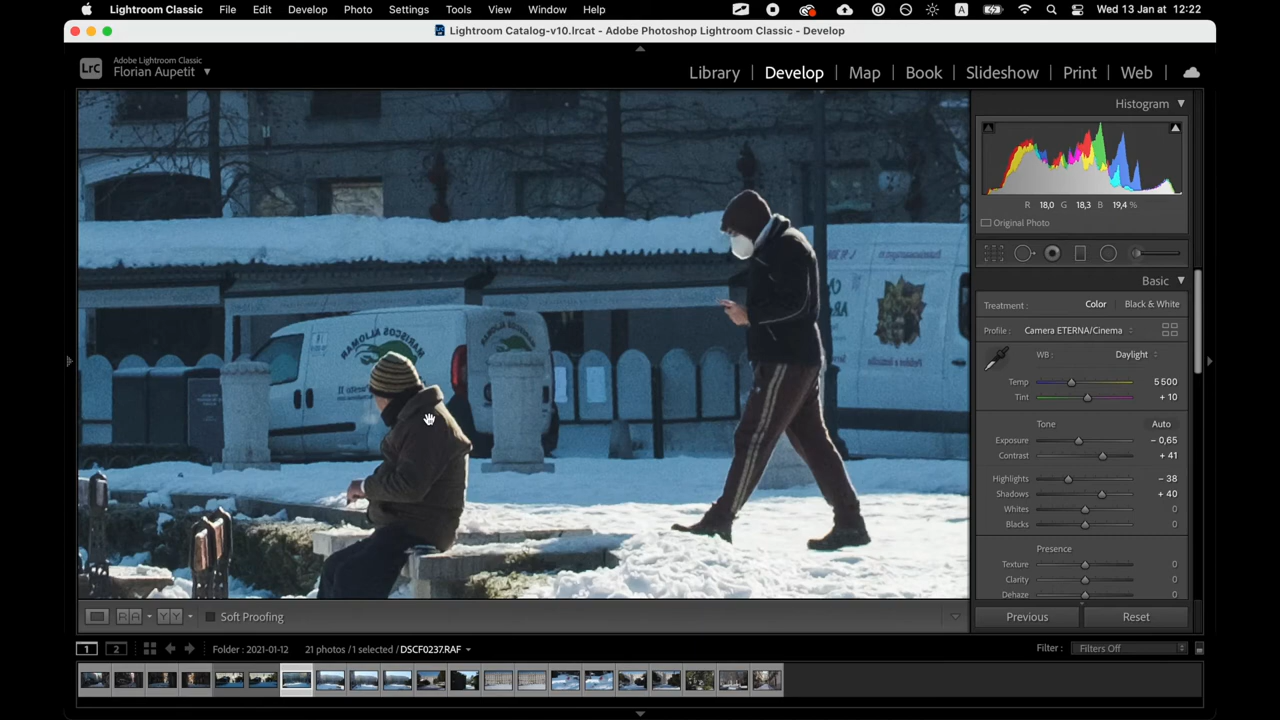 Lightroom Classic File Edit Develop Photo Settings Tools View Window Help A Wed 13 Jan at 12:22
Lightroom Catalog-v10.lrcat - Adobe Photoshop Lightroom Classic - Develop
LrC Adobe Lightroom Classic
Florian Aupetit
Library | Develop | Map | Book | Slideshow | Print | Web
Histogram
R 18,0 G 18,3 B 19,4 %
Original Photo
Basic
Treatment : Color Black & White
Profile : Camera ETERNA/Cinema
WB : Daylight
Temp 5 500
Tint + 10
Tone Auto
Exposure − 0,65
Contrast + 41
Highlights − 38
Shadows + 40
Whites 0
Blacks 0
Presence
Texture 0
Clarity 0
Dehaze 0
MARISCOS ALJOMAR
R A Y Y Soft Proofing
Previous Reset
1 2 Folder : 2021-01-12 21 photos / 1 selected / DSCF0237.RAF Filter : Filters Off